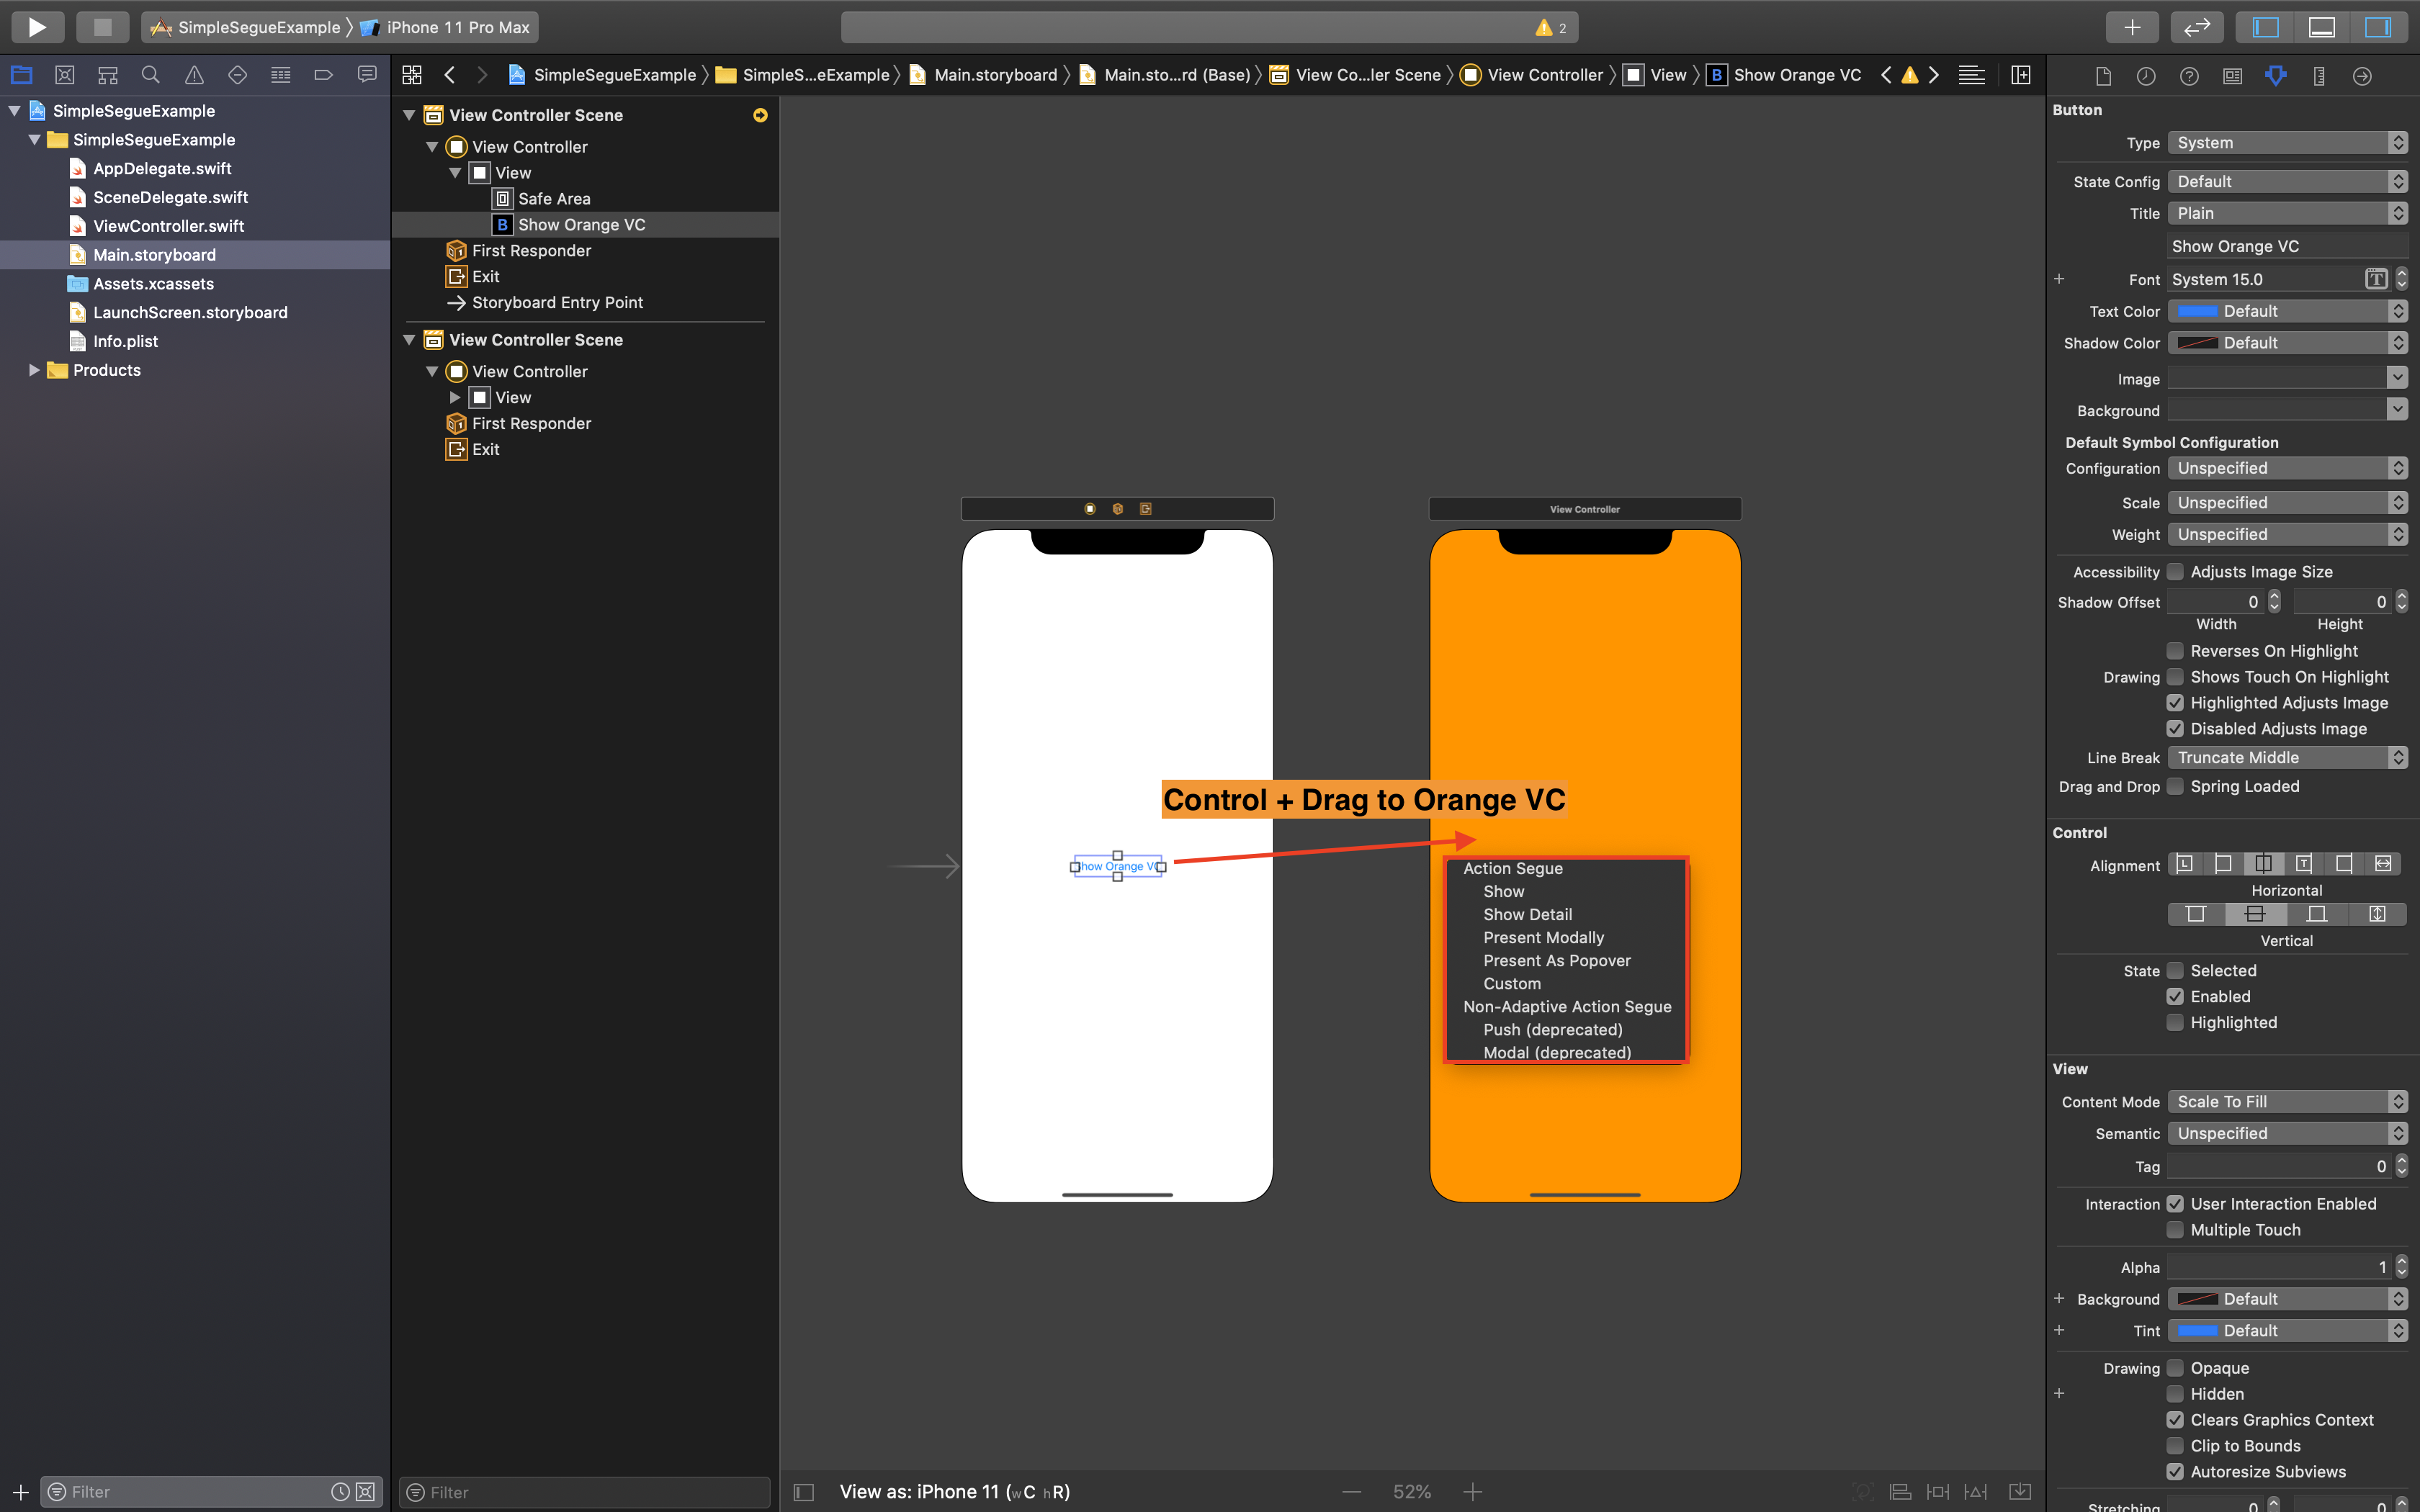 SimpleSegueExample 〉 iPhone 11 Pro Max
2
SimpleSegueExample 〉 SimpleS...eExample 〉 Main.storyboard 〉 Main.sto...rd (Base) 〉 View Co...ler Scene 〉 View Controller 〉 View 〉 B Show Orange VC
SimpleSegueExample
SimpleSegueExample
AppDelegate.swift
SceneDelegate.swift
ViewController.swift
Main.storyboard
Assets.xcassets
LaunchScreen.storyboard
Info.plist
Products
Filter
View Controller Scene
View Controller
View
Safe Area
B Show Orange VC
First Responder
Exit
Storyboard Entry Point
View Controller Scene
View Controller
View
First Responder
Exit
Filter
View Controller
Control + Drag to Orange VC
how Orange VC
Action Segue
Show
Show Detail
Present Modally
Present As Popover
Custom
Non-Adaptive Action Segue
Push (deprecated)
Modal (deprecated)
View as: iPhone 11 (wC hR)
52%
Button
Type System
State Config Default
Title Plain
Show Orange VC
Font System 15.0
Text Color Default
Shadow Color Default
Image
Background
Default Symbol Configuration
Configuration Unspecified
Scale Unspecified
Weight Unspecified
Accessibility Adjusts Image Size
Shadow Offset 0 0
Width Height
Reverses On Highlight
Drawing Shows Touch On Highlight
Highlighted Adjusts Image
Disabled Adjusts Image
Line Break Truncate Middle
Drag and Drop Spring Loaded
Control
Alignment
Horizontal
Vertical
State Selected
Enabled
Highlighted
View
Content Mode Scale To Fill
Semantic Unspecified
Tag 0
Interaction User Interaction Enabled
Multiple Touch
Alpha 1
Background Default
Tint Default
Drawing Opaque
Hidden
Clears Graphics Context
Clip to Bounds
Autoresize Subviews
Stretching 0 0